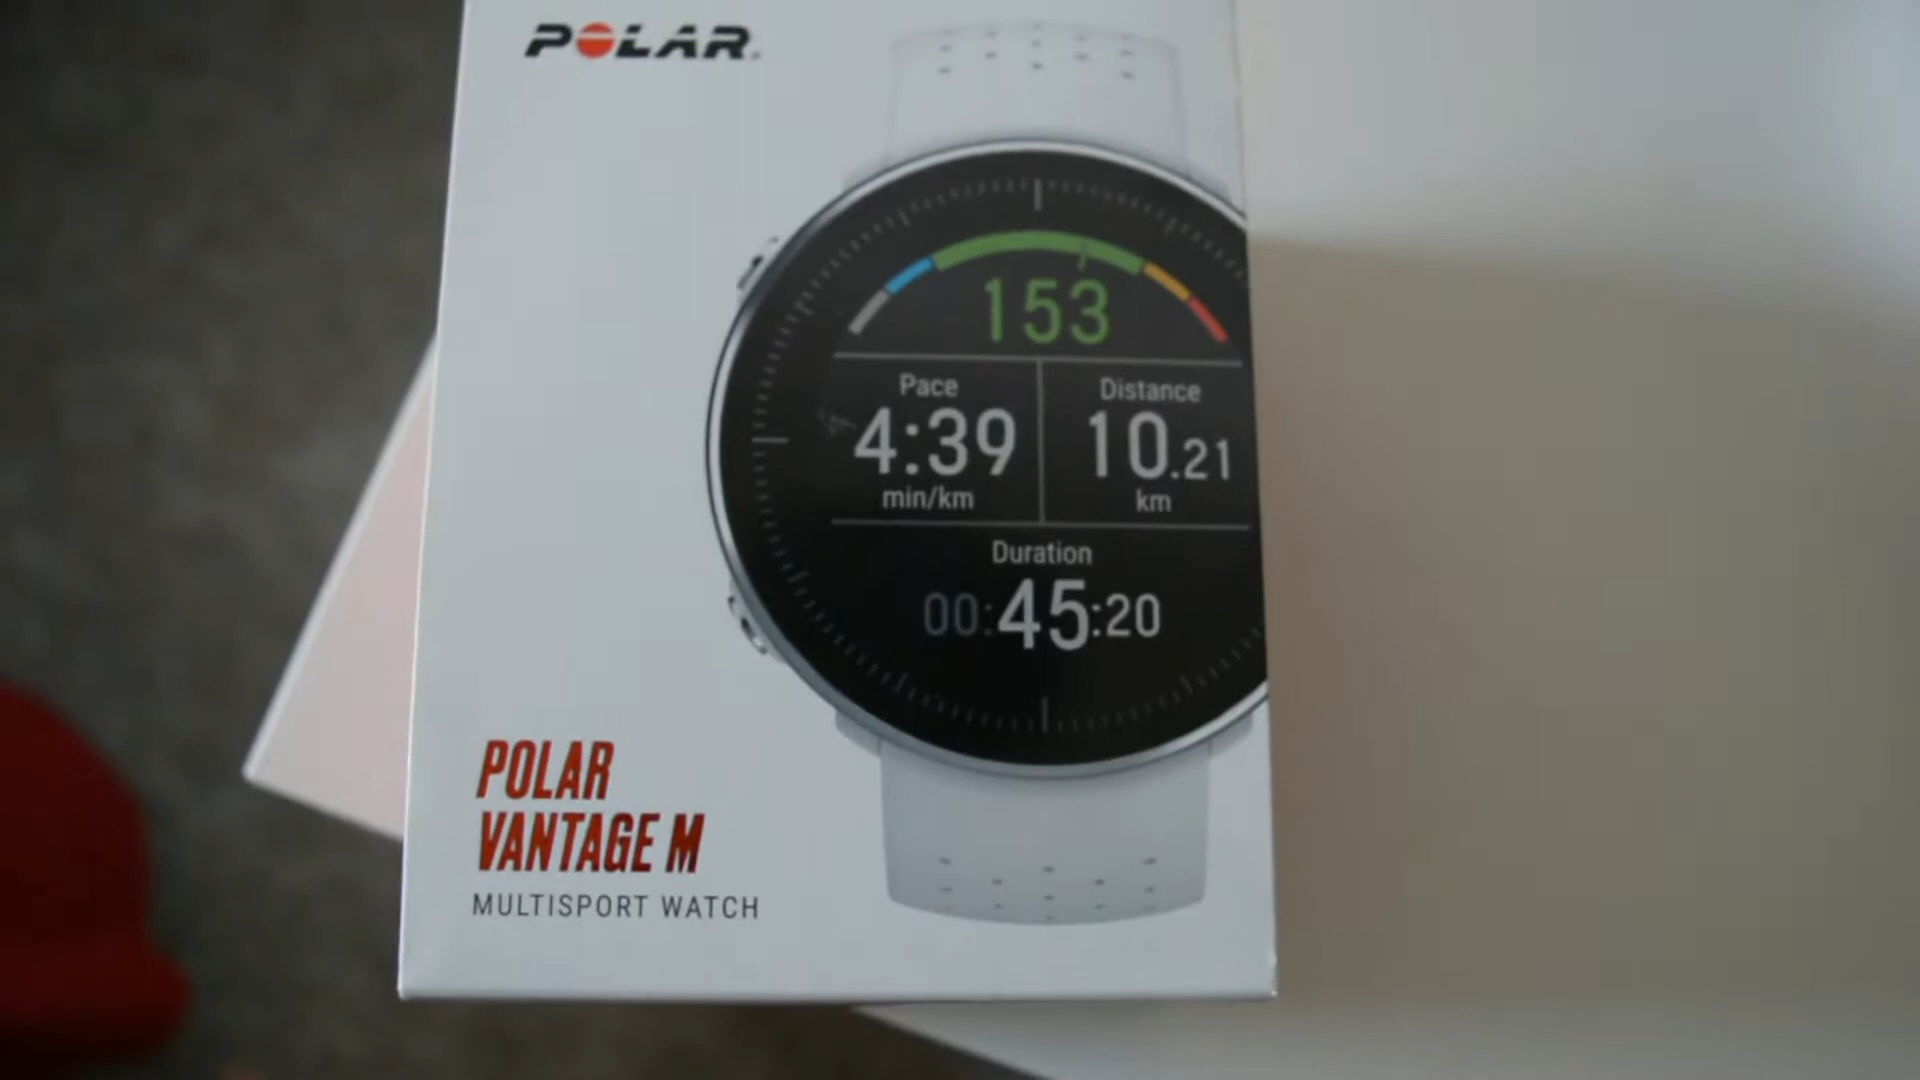 POLAR
153
Pace
4:39
min/km
Distance
10.21
km
Duration
00:45:20
POLAR
VANTAGE M
MULTISPORT WATCH